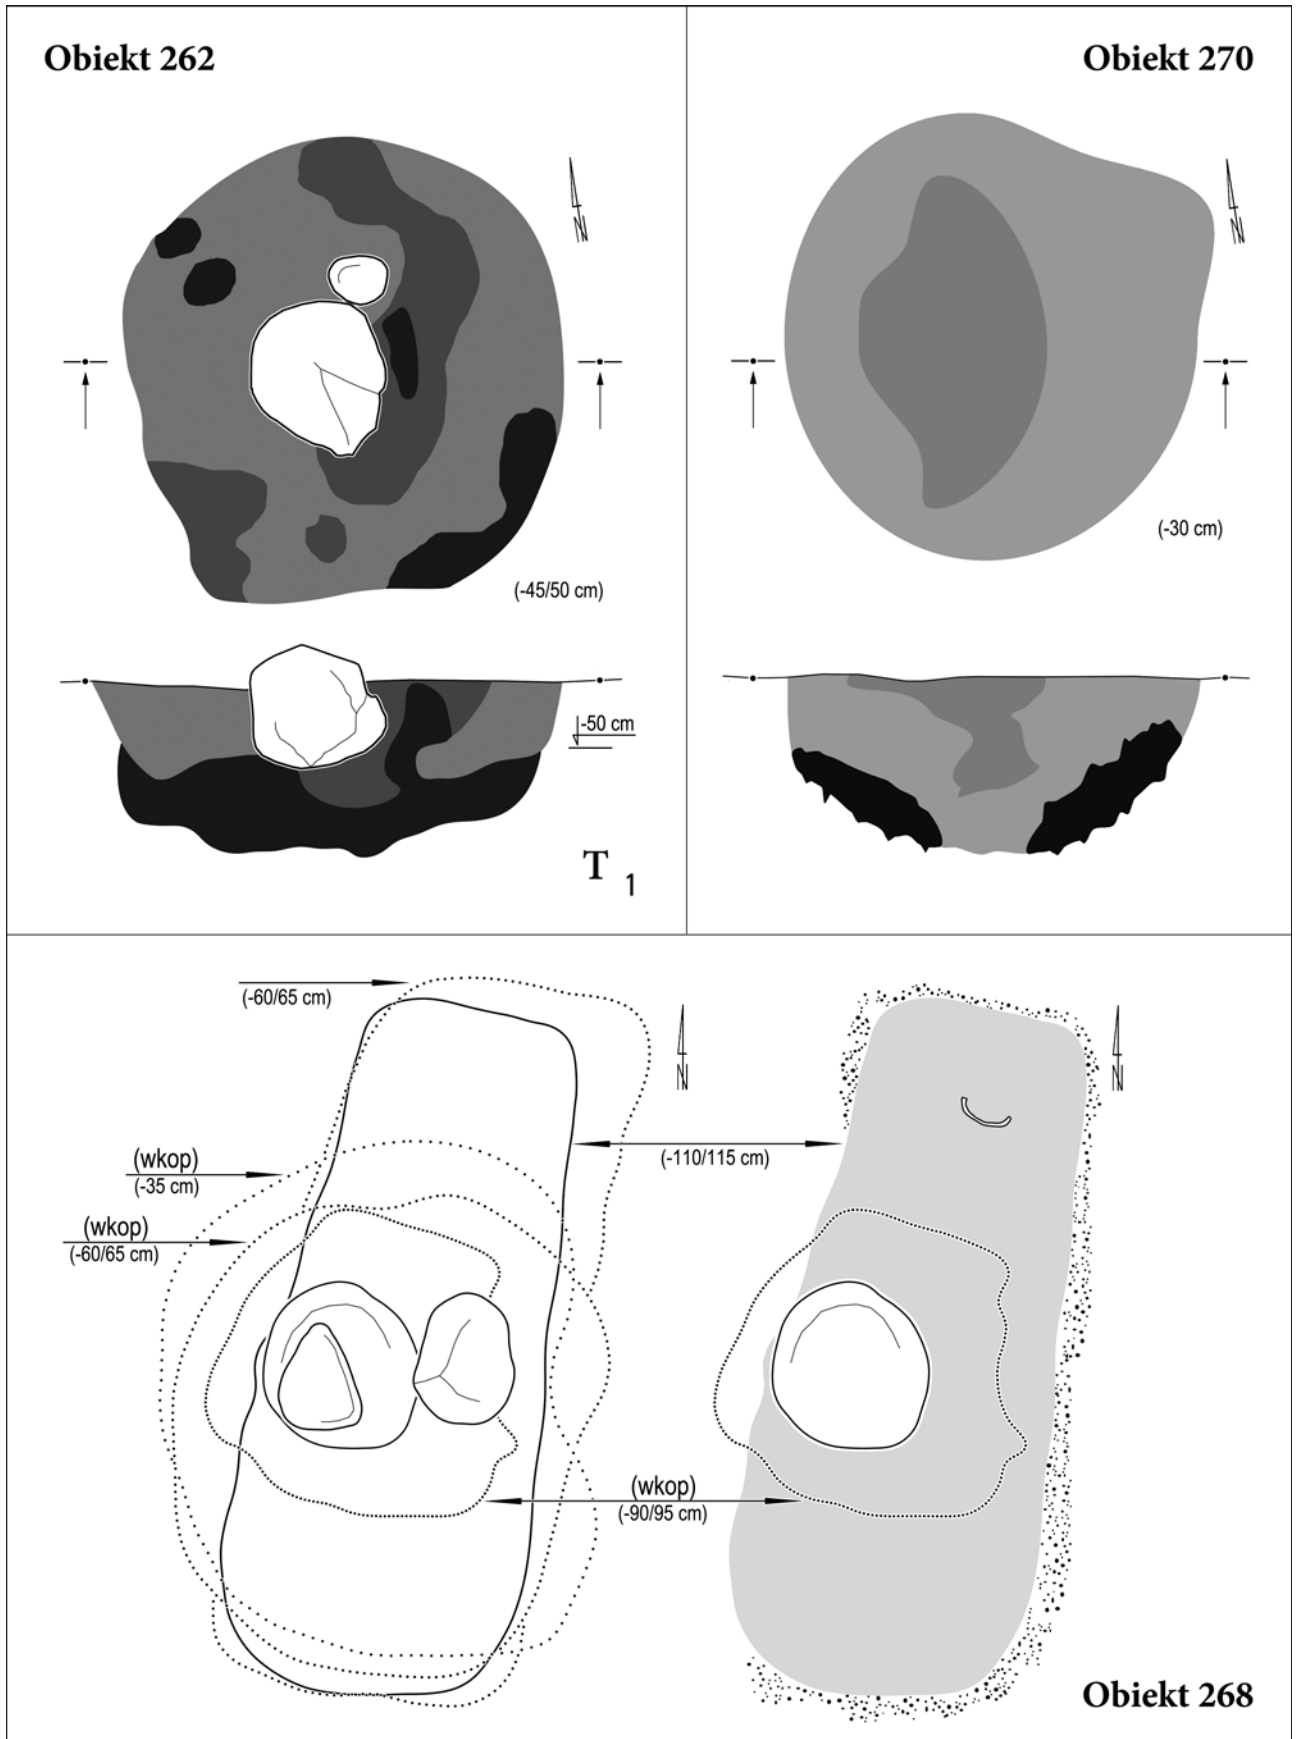 Obiekt 262
N
(-45/50 cm)
-50 cm
T 1
Obiekt 270
N
(-30 cm)
(-60/65 cm)
N
N
(wkop)
(-35 cm)
(-110/115 cm)
(wkop)
(-60/65 cm)
(wkop)
(-90/95 cm)
Obiekt 268